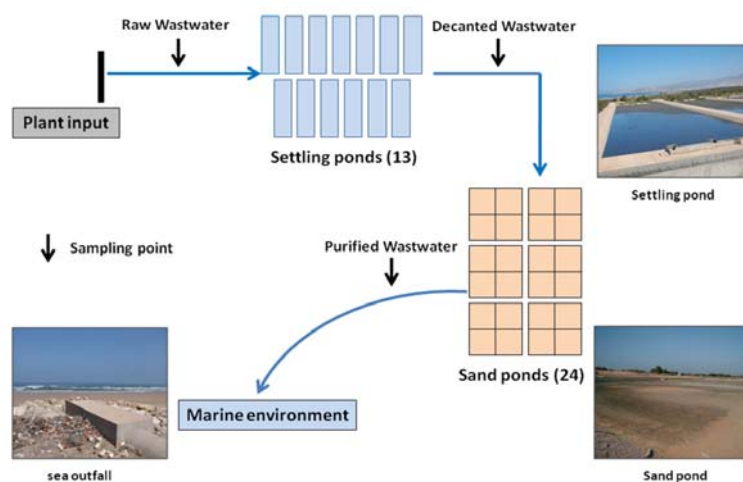 Raw Wastwater
Decanted Wastwater
Plant input
Settling ponds (13)
Settling pond
Sampling point
Purified Wastwater
Sand ponds (24)
Marine environment
sea outfall
Sand pond